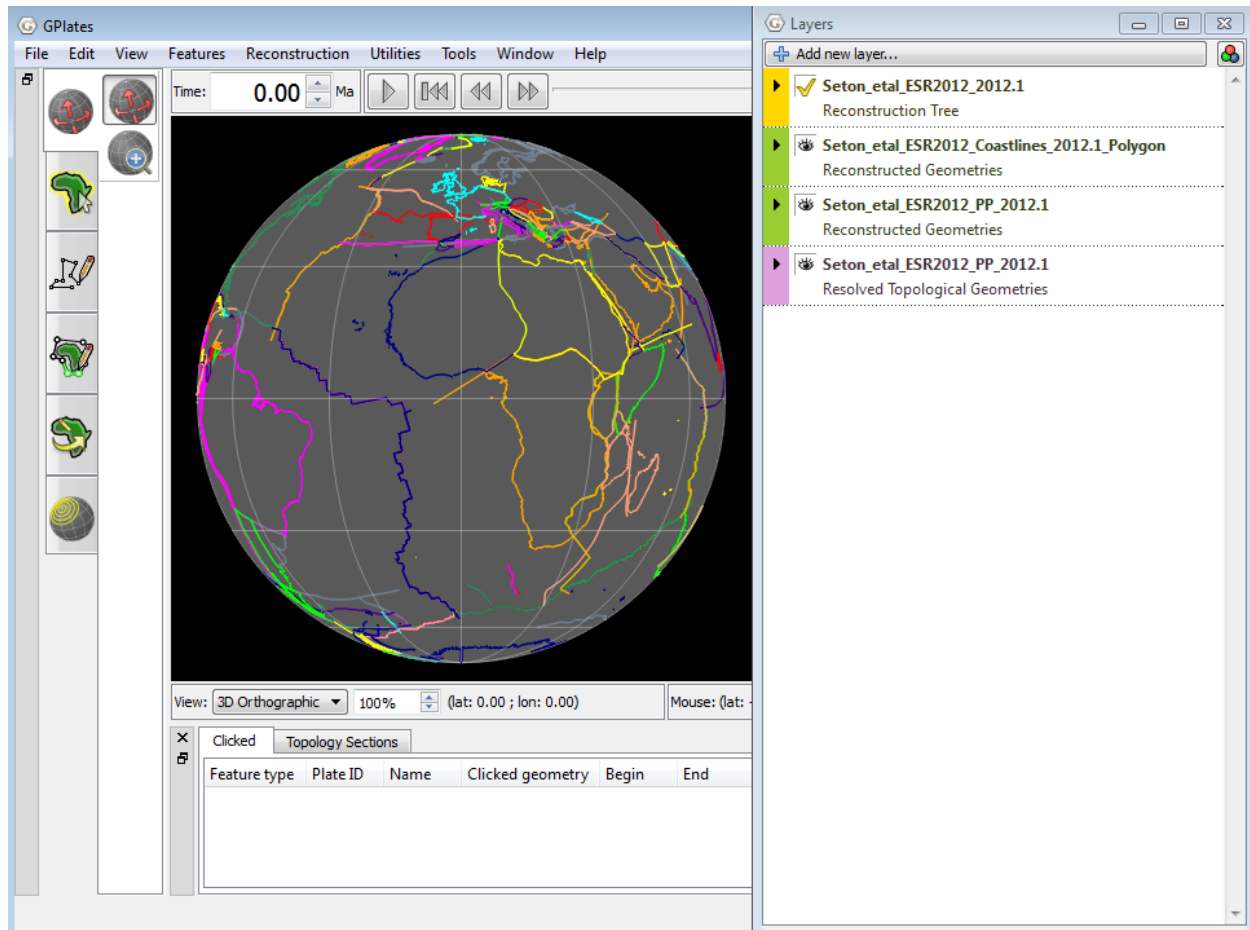 GPlates
File Edit View Features Reconstruction Utilities Tools Window Help
Time: 0.00 Ma
View: 3D Orthographic 100% (lat: 0.00 ; lon: 0.00) Mouse: (lat: -
Clicked Topology Sections
Feature type Plate ID Name Clicked geometry Begin End
Layers
Add new layer...
Seton_etal_ESR2012_2012.1
Reconstruction Tree
Seton_etal_ESR2012_Coastlines_2012.1_Polygon
Reconstructed Geometries
Seton_etal_ESR2012_PP_2012.1
Reconstructed Geometries
Seton_etal_ESR2012_PP_2012.1
Resolved Topological Geometries